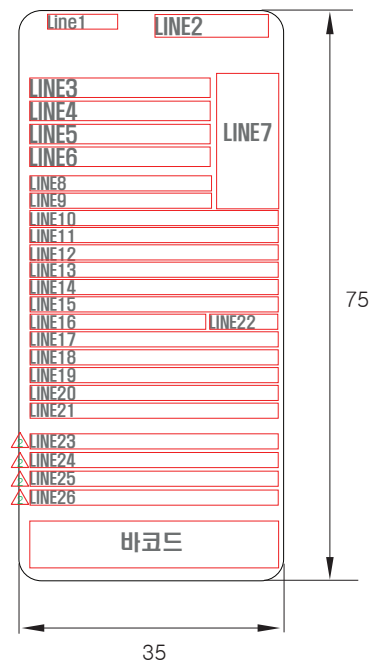 Line1
LINE2
LINE3
LINE4
LINE5
LINE6
LINE7
LINE8
LINE9
LINE10
LINE11
LINE12
LINE13
LINE14
LINE15
LINE16 LINE22
LINE17
LINE18
LINE19
LINE20
LINE21
LINE23
LINE24
LINE25
LINE26
바코드
75
35